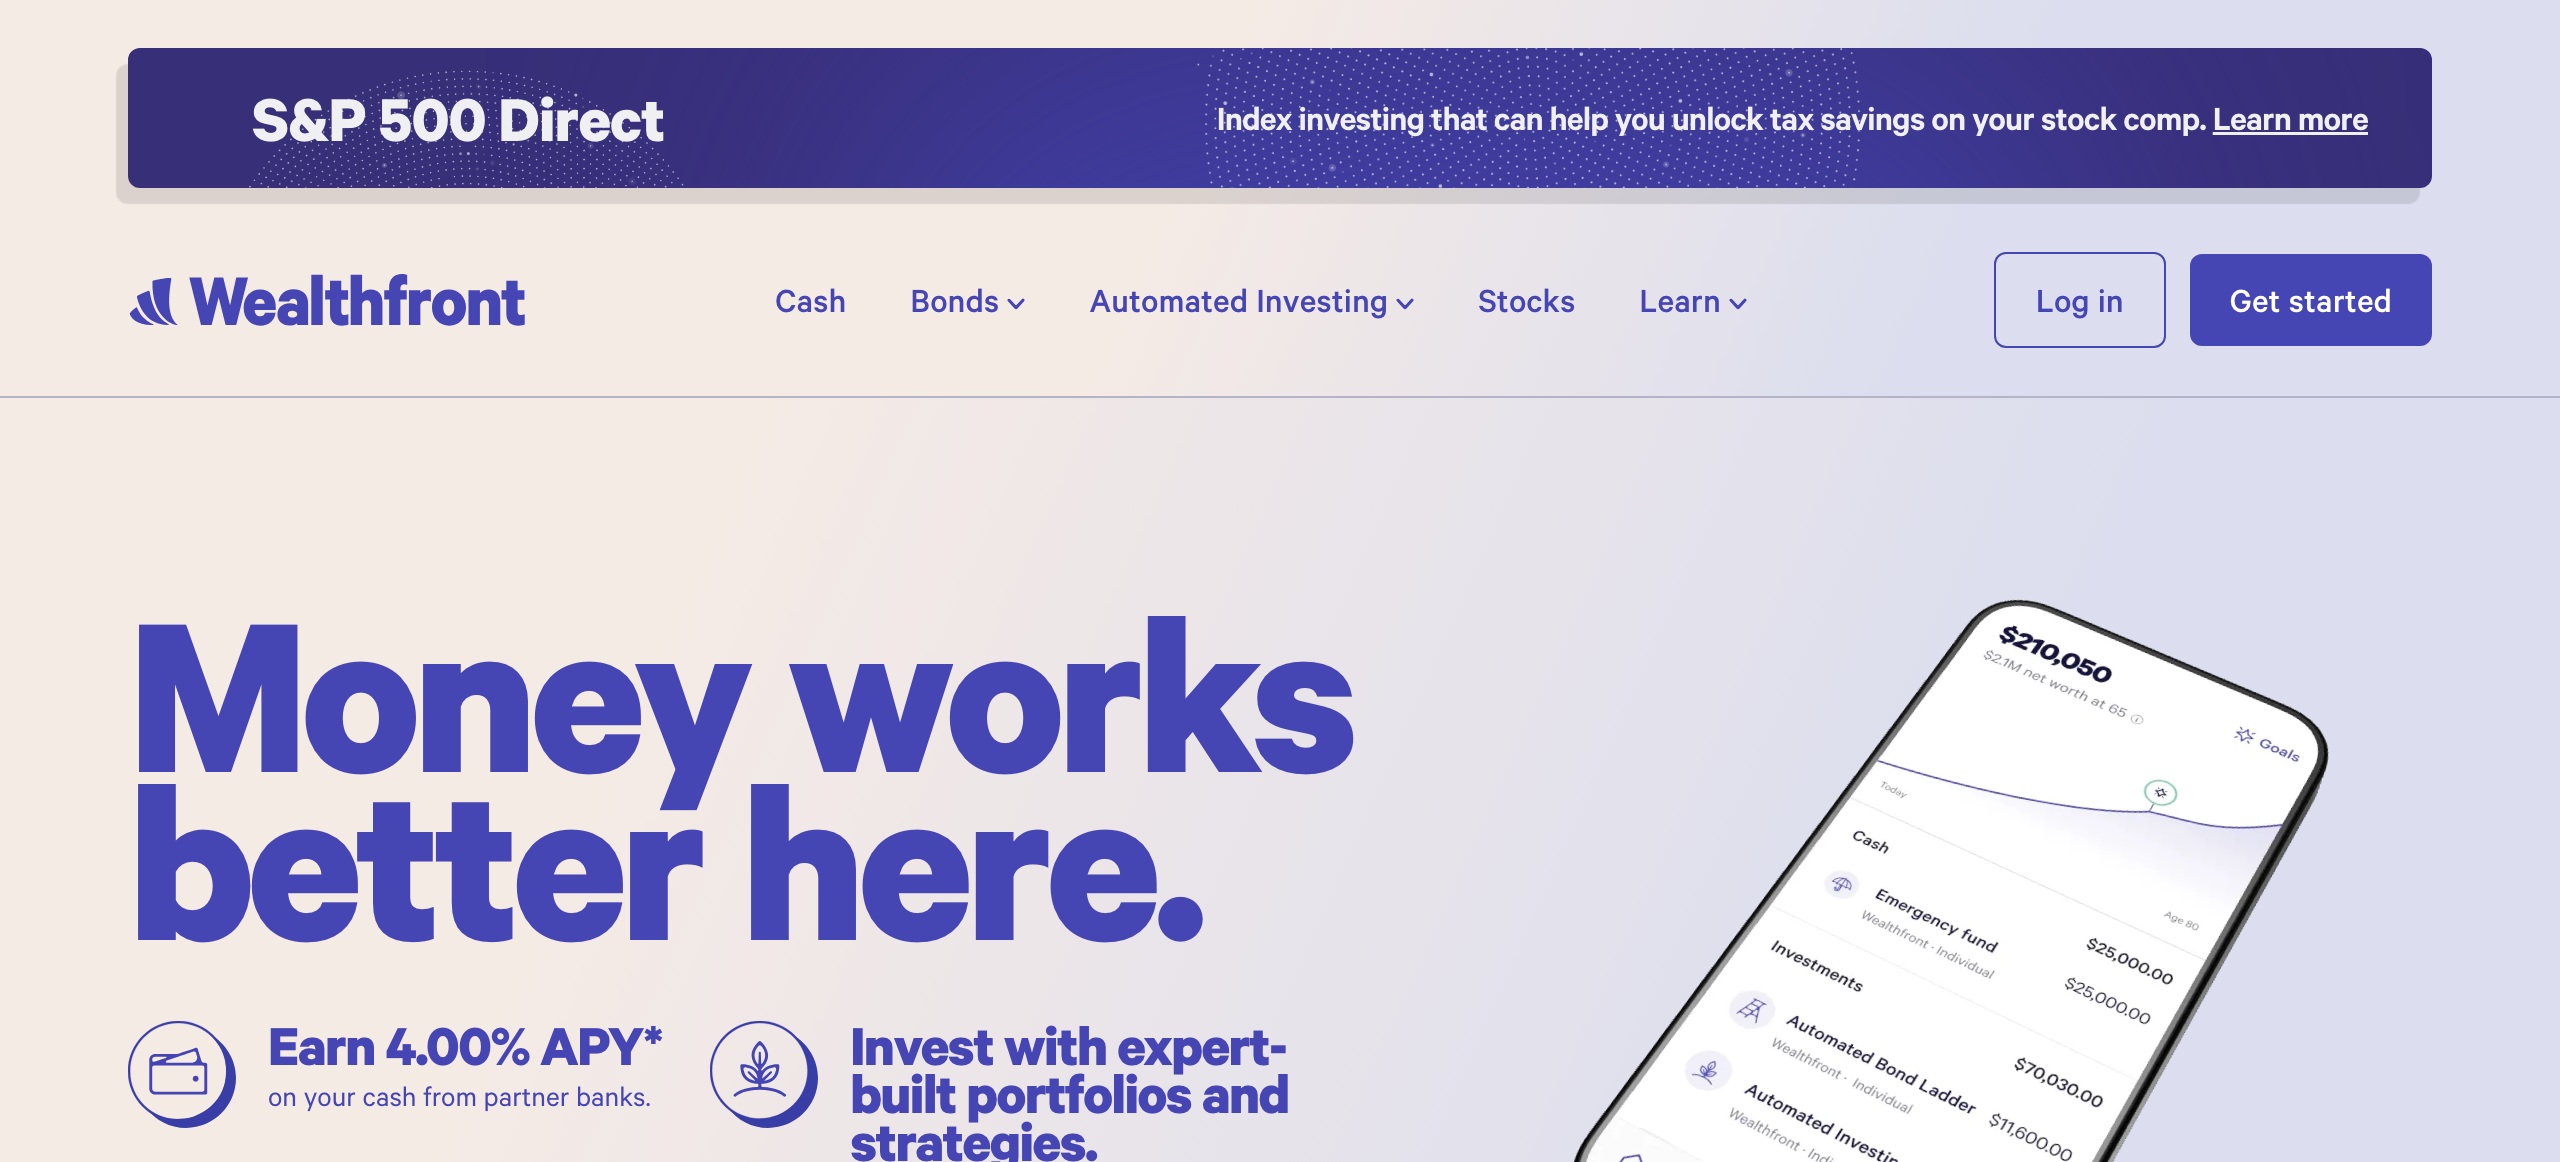 S&P 500 Direct
Index investing that can help you unlock tax savings on your stock comp. Learn more
Wealthfront
Cash
Bonds
Automated Investing
Stocks
Learn
Log in
Get started
Money works
better here.
Earn 4.00% APY*
on your cash from partner banks.
Invest with expert-
built portfolios and
strategies.
$210,050
$2.1M net worth at 65
Goals
Today
Age 80
Cash
$25,000.00
Emergency fund
$25,000.00
Wealthfront · Individual
Investments
$70,030.00
Automated Bond Ladder
$11,600.00
Wealthfront · Individual
Automated
Wealthfront ·